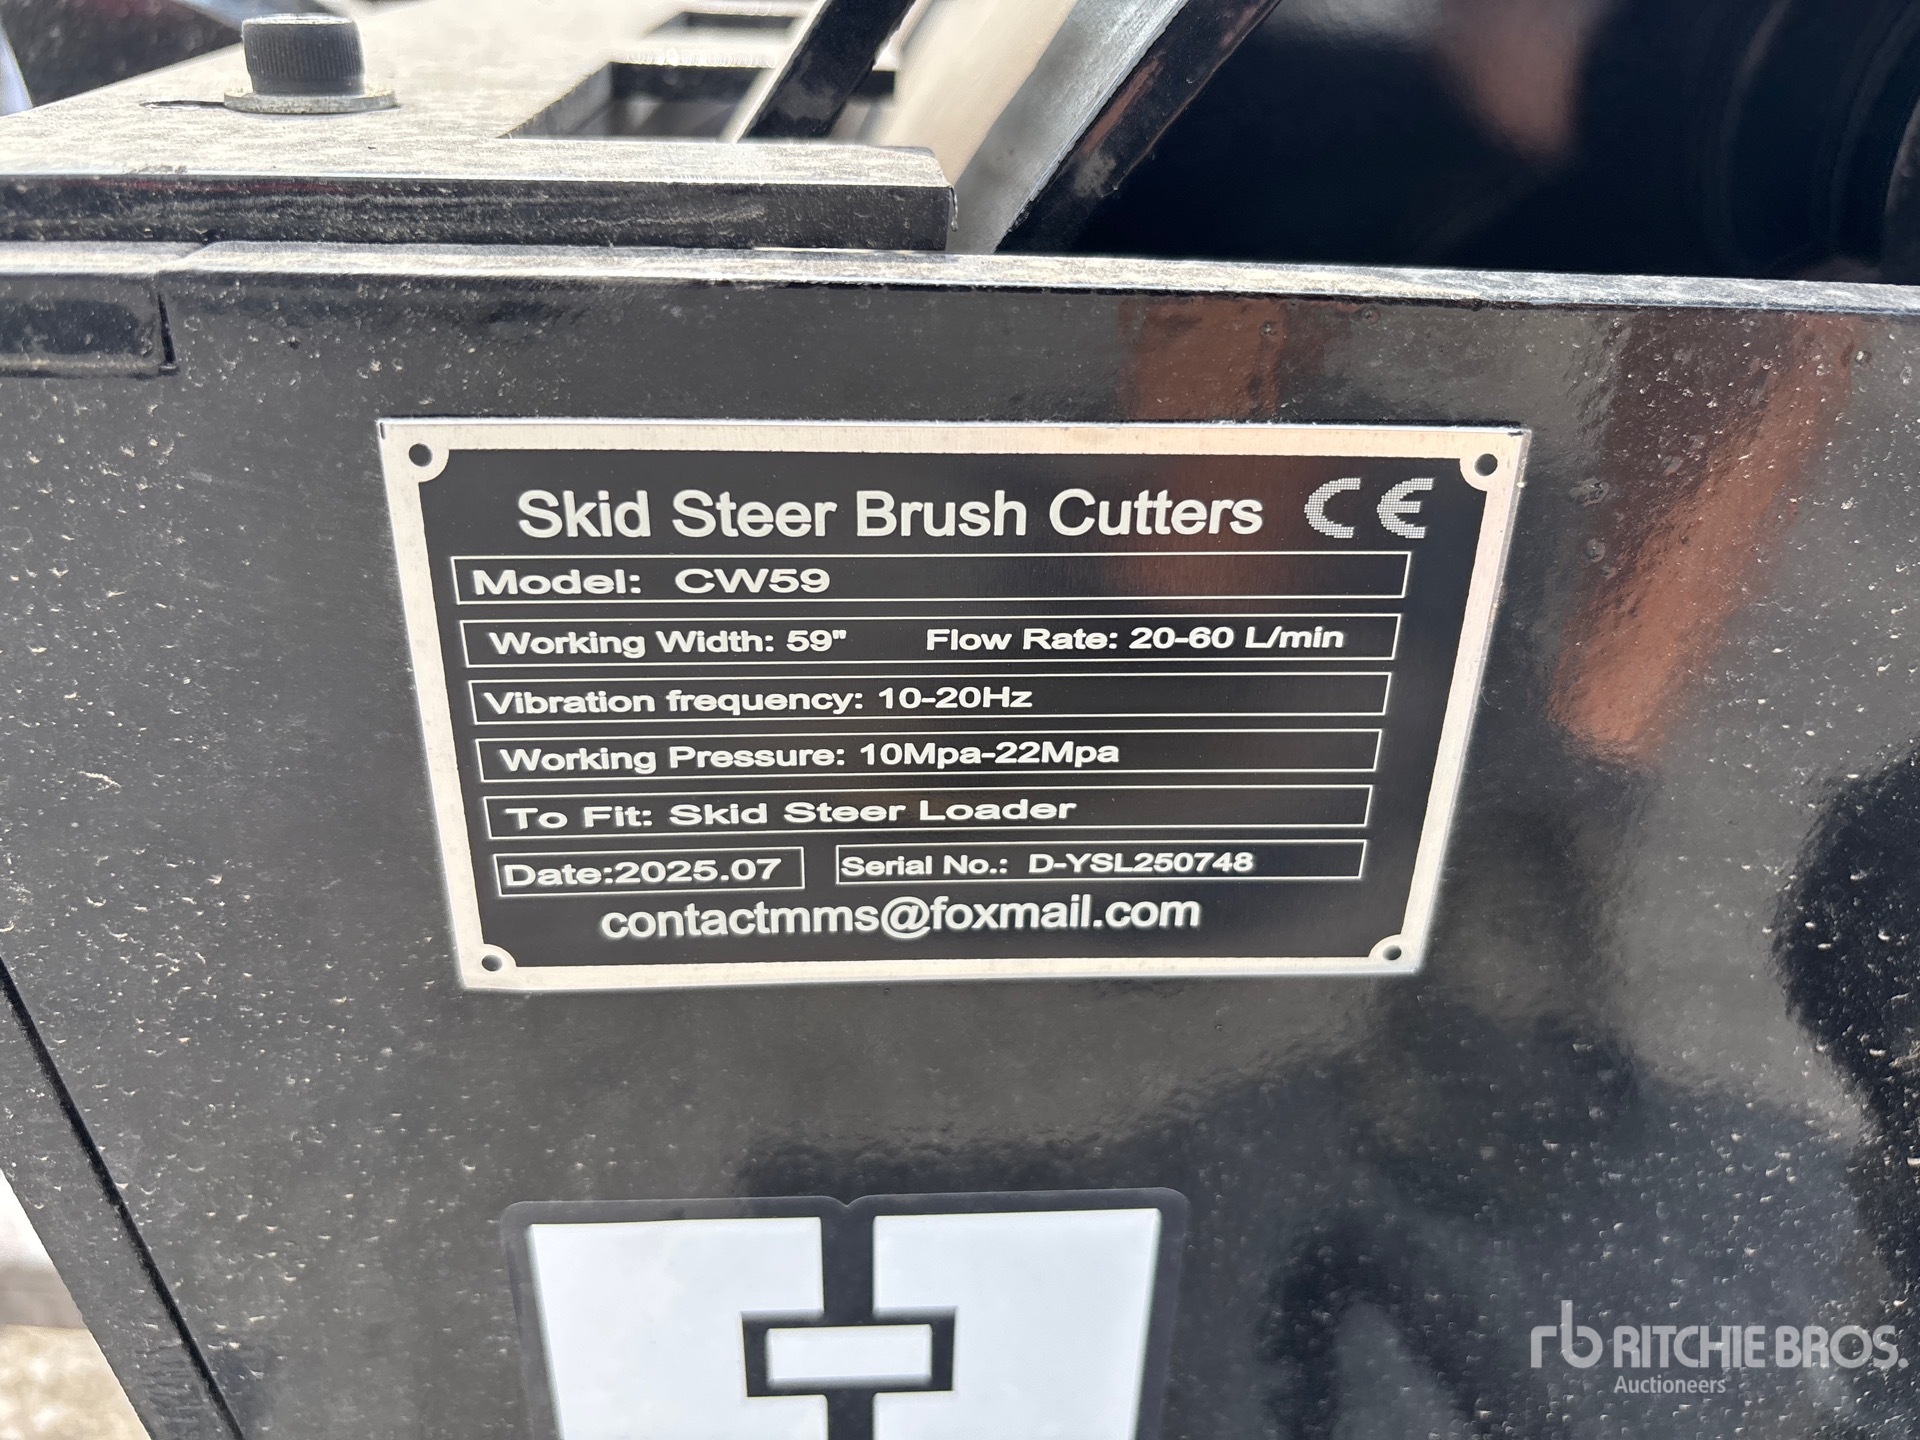 Skid Steer Brush Cutters CE
Model: CW59
Working Width: 59" Flow Rate: 20-60 L/min
Vibration frequency: 10-20Hz
Working Pressure: 10Mpa-22Mpa
To Fit: Skid Steer Loader
Date:2025.07 Serial No.: D-YSL250748
contactmms@foxmail.com
rb RITCHIE BROS.
Auctioneers